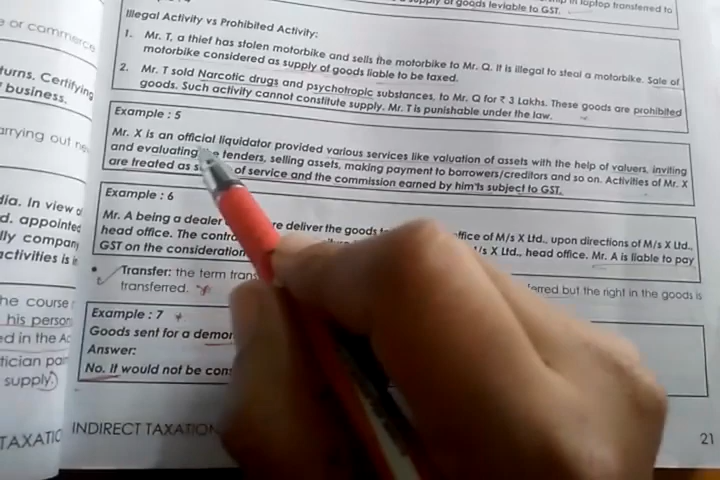 in laptop transferred to
supply of goods leviable to GST.
Illegal Activity vs Prohibited Activity:
1. Mr. T, a thief has stolen motorbike and sells the motorbike to Mr. Q. It is illegal to steal a motorbike. Sale of
motorbike considered as supply of goods liable to be taxed.
2. Mr. T sold Narcotic drugs and psychotropic substances, to Mr. Q for ₹ 3 Lakhs. These goods are prohibited
goods. Such activity cannot constitute supply. Mr. T is punishable under the law.
Example : 5
Mr. X is an official liquidator provided various services like valuation of assets with the help of valuers, inviting
and evaluating tenders, selling assets, making payment to borrowers/creditors and so on. Activities of Mr. X
are treated as of service and the commission earned by him is subject to GST.
Example : 6
Mr. A being a dealer re deliver the goods office of M/s X Ltd., upon directions of M/s X Ltd.,
head office. The X Ltd., head office. Mr. A is liable to pay
GST on the consideration
Transfer: the term but the right in the goods is
transferred.
Example : 7
Goods sent for a
Answer:
No. It would not be
INDIRECT TAXATION
21
e or commerce
turns. Certifying
business.
arrying out
dia. In view of
d. appointed
lly company
activities is in
he course
his person
ed in the
tician
supply.
TAXATIO